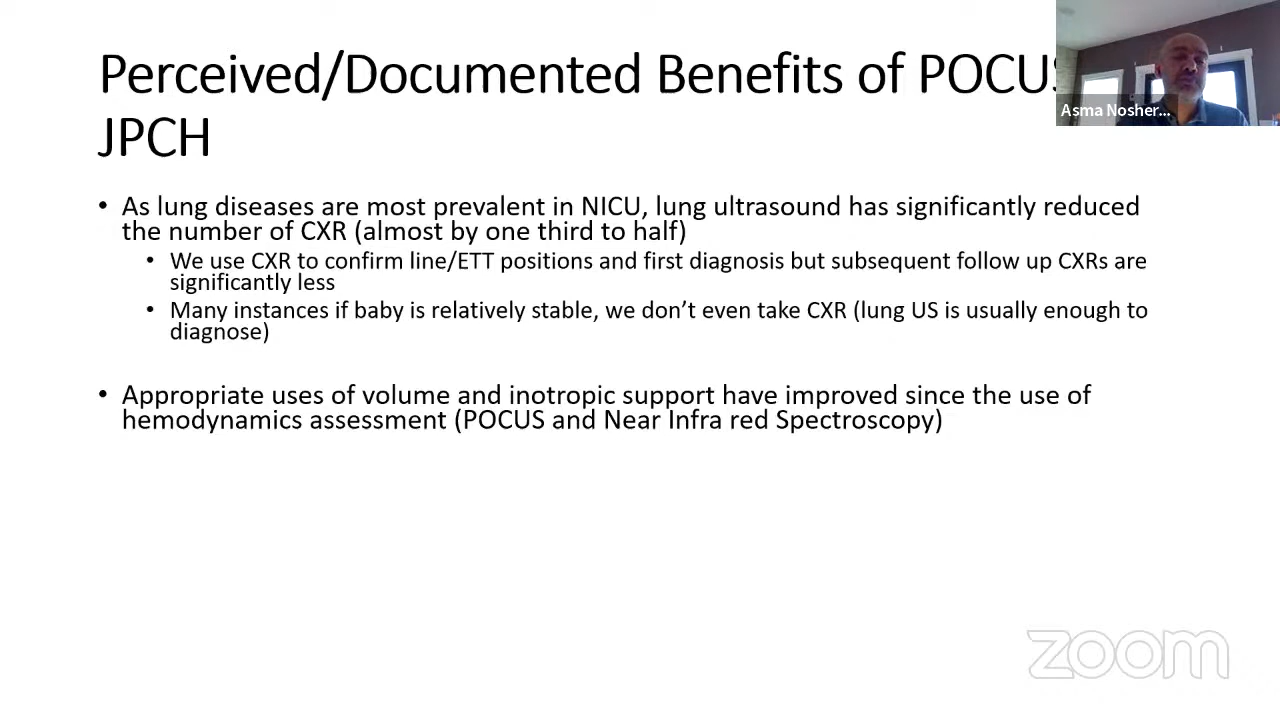 Perceived/Documented Benefits of POCUS
JPCH
Asma Nosher...
• As lung diseases are most prevalent in NICU, lung ultrasound has significantly reduced
the number of CXR (almost by one third to half)
• We use CXR to confirm line/ETT positions and first diagnosis but subsequent follow up CXRs are
significantly less
• Many instances if baby is relatively stable, we don’t even take CXR (lung US is usually enough to
diagnose)
• Appropriate uses of volume and inotropic support have improved since the use of
hemodynamics assessment (POCUS and Near Infra red Spectroscopy)
zoom